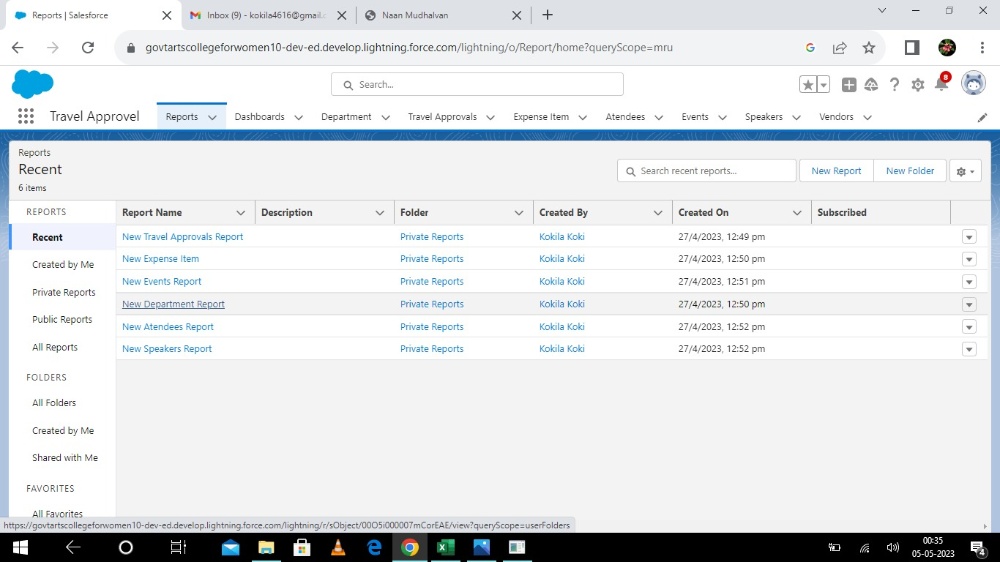 Reports | Salesforce
Inbox (9) - kokila4616@gmail.c
Naan Mudhalvan
govtartscollegeforwomen10-dev-ed.develop.lightning.force.com/lightning/o/Report/home?queryScope=mru
Search...
8
Travel Approvel
Reports
Dashboards
Department
Travel Approvals
Expense Item
Atendees
Events
Speakers
Vendors
Reports
Recent
6 items
Search recent reports...
New Report
New Folder
REPORTS
Recent
Created by Me
Private Reports
Public Reports
All Reports
FOLDERS
All Folders
Created by Me
Shared with Me
FAVORITES
All Favorites
Report Name Description Folder Created By Created On Subscribed
New Travel Approvals Report Private Reports Kokila Koki 27/4/2023, 12:49 pm
New Expense Item Private Reports Kokila Koki 27/4/2023, 12:50 pm
New Events Report Private Reports Kokila Koki 27/4/2023, 12:51 pm
New Department Report Private Reports Kokila Koki 27/4/2023, 12:50 pm
New Atendees Report Private Reports Kokila Koki 27/4/2023, 12:52 pm
New Speakers Report Private Reports Kokila Koki 27/4/2023, 12:52 pm
https://govtartscollegeforwomen10-dev-ed.develop.lightning.force.com/lightning/r/sObject/00O5i000007mCorEAE/view?queryScope=userFolders
00:35
05-05-2023
4